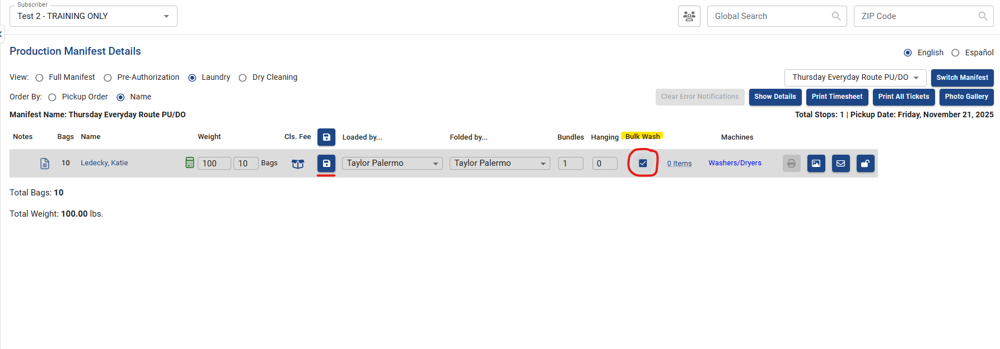 Subscriber
Test 2 - TRAINING ONLY
Global Search
ZIP Code
Production Manifest Details
English
Español
View:
Full Manifest
Pre-Authorization
Laundry
Dry Cleaning
Thursday Everyday Route PU/DO
Switch Manifest
Order By:
Pickup Order
Name
Clear Error Notifications
Show Details
Print Timesheet
Print All Tickets
Photo Gallery
Manifest Name: Thursday Everyday Route PU/DO
Total Stops: 1 | Pickup Date: Friday, November 21, 2025
Notes Bags Name Weight Cls. Fee Loaded by... Folded by... Bundles Hanging Bulk Wash Machines
10 Ledecky, Katie 100 10 Bags Taylor Palermo Taylor Palermo 1 0 0 Items Washers/Dryers
Total Bags: 10
Total Weight: 100.00 lbs.